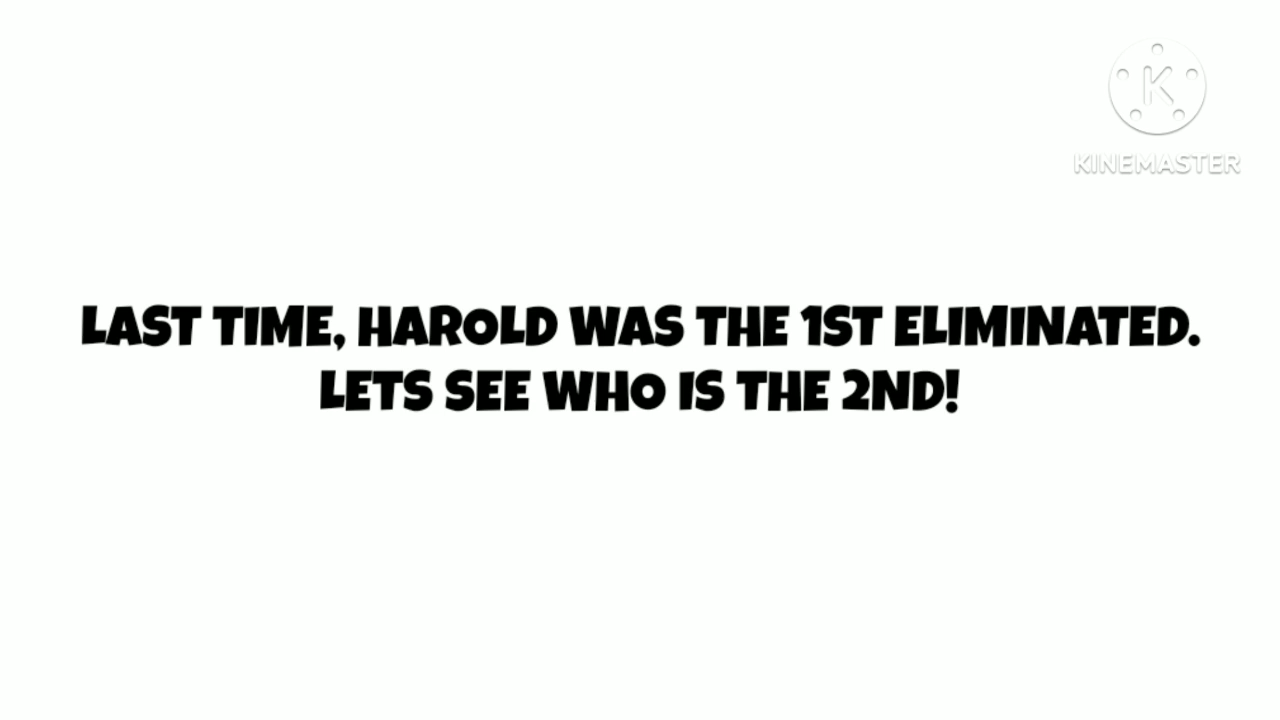 K
KINEMASTER
LAST TIME, HAROLD WAS THE 1ST ELIMINATED.
LETS SEE WHO IS THE 2ND!